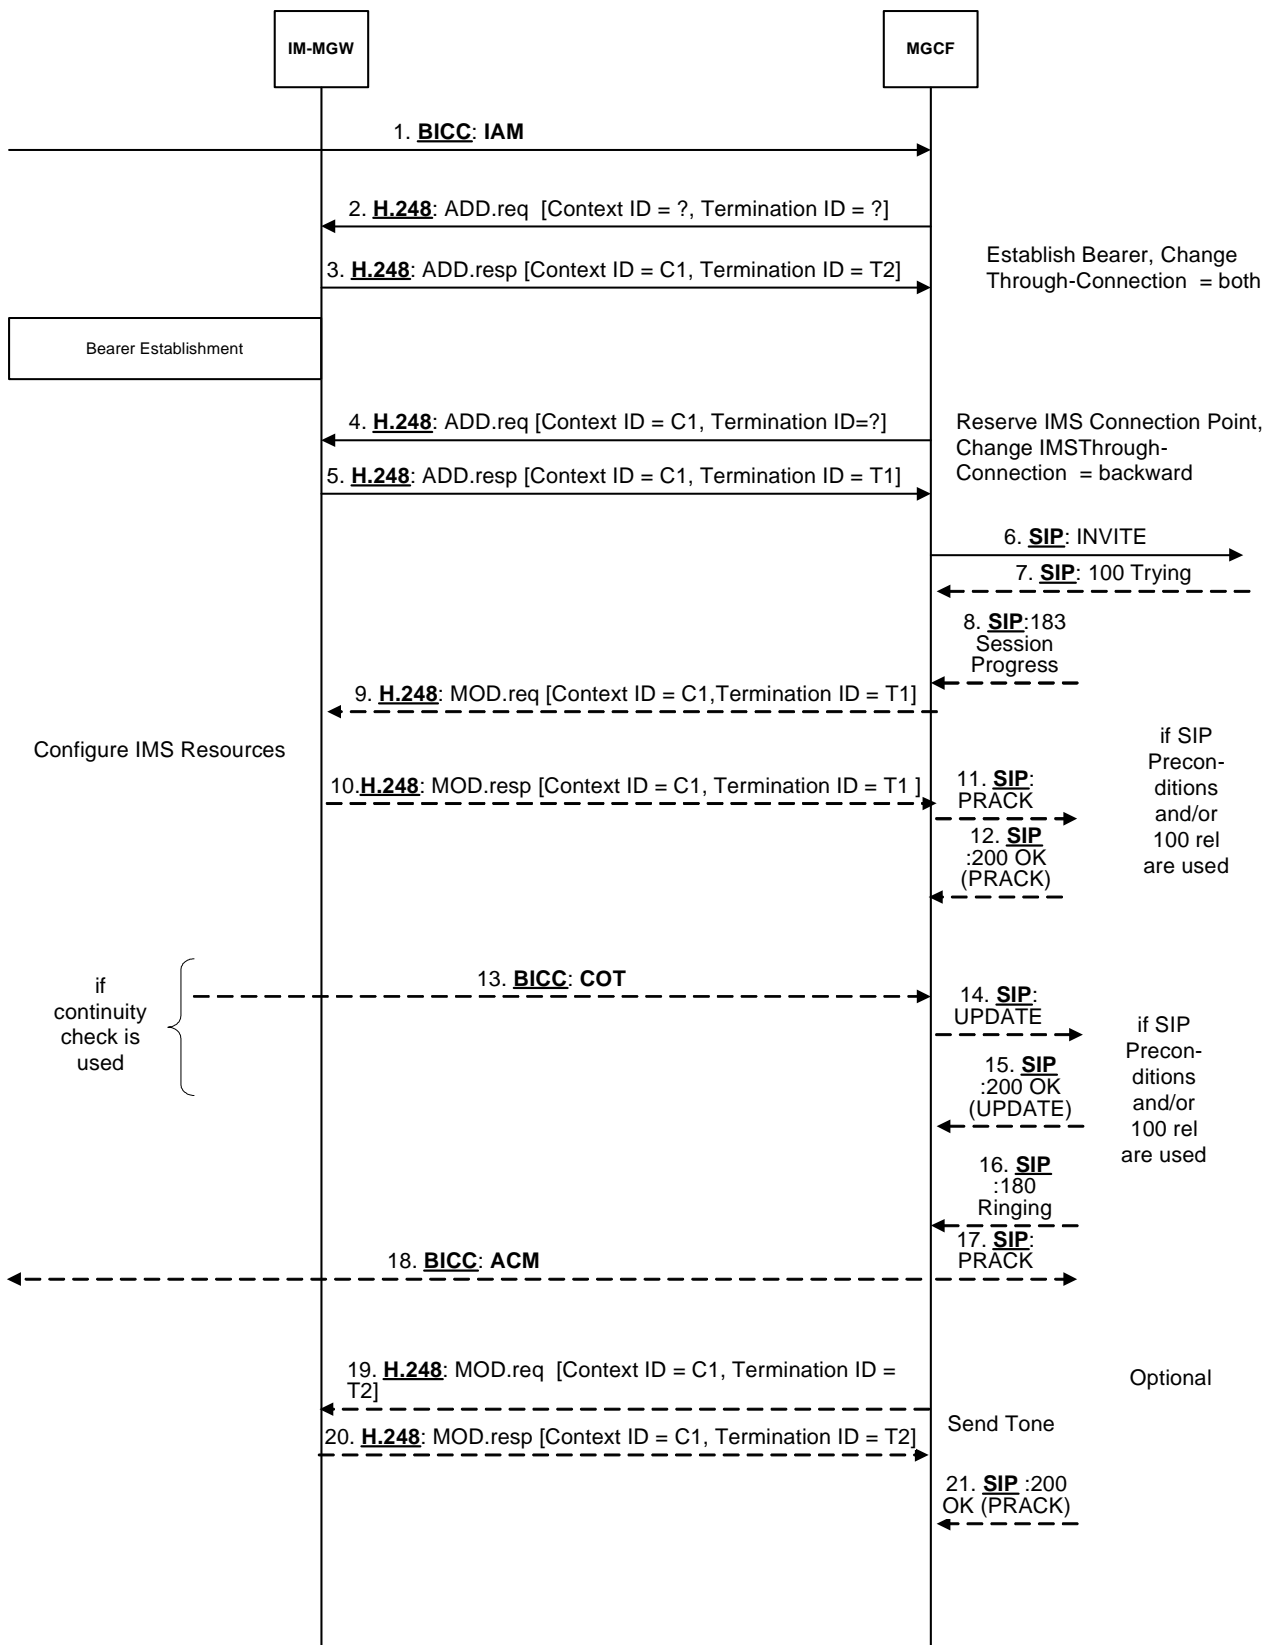 IM-MGW
MGCF
1. BICC: IAM
2. H.248: ADD.req [Context ID = ?, Termination ID = ?]
3. H.248: ADD.resp [Context ID = C1, Termination ID = T2]
Establish Bearer, Change
Through-Connection = both
Bearer Establishment
4. H.248: ADD.req [Context ID = C1, Termination ID=?]
5. H.248: ADD.resp [Context ID = C1, Termination ID = T1]
Reserve IMS Connection Point,
Change IMSThrough-
Connection = backward
6. SIP: INVITE
7. SIP: 100 Trying
8. SIP:183
Session
Progress
9. H.248: MOD.req [Context ID = C1,Termination ID = T1]
Configure IMS Resources
10.H.248: MOD.resp [Context ID = C1, Termination ID = T1 ]
11. SIP:
PRACK
12. SIP
:200 OK
(PRACK)
if SIP
Precon-
ditions
and/or
100 rel
are used
if
continuity
check is
used
13. BICC: COT
14. SIP:
UPDATE
15. SIP
:200 OK
(UPDATE)
if SIP
Precon-
ditions
and/or
100 rel
are used
16. SIP
:180
Ringing
17. SIP:
PRACK
18. BICC: ACM
19. H.248: MOD.req [Context ID = C1, Termination ID =
T2]
Optional
20. H.248: MOD.resp [Context ID = C1, Termination ID = T2]
Send Tone
21. SIP :200
OK (PRACK)